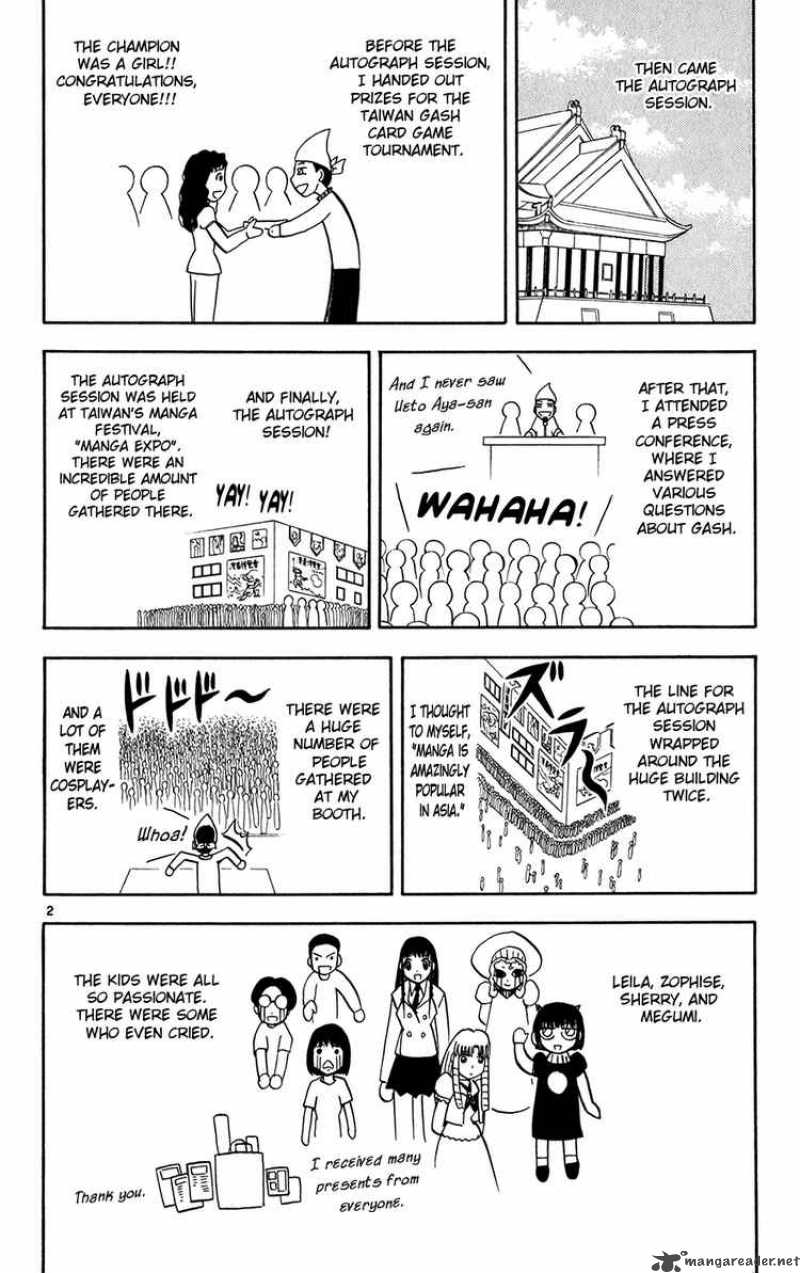 THEN CAME
THE AUTOGRAPH
SESSION.
BEFORE THE
AUTOGRAPH SESSION,
I HANDED OUT
PRIZES FOR THE
TAIWAN GASH
CARD GAME
TOURNAMENT.
THE CHAMPION
WAS A GIRL!!
CONGRATULATIONS,
EVERYONE!!!
AFTER THAT,
I ATTENDED
A PRESS
CONFERENCE,
WHERE I
ANSWERED
VARIOUS
QUESTIONS
ABOUT GASH.
And I never saw
Ueto Aya-san
again.
WAHAHA!
AND FINALLY,
THE AUTOGRAPH
SESSION!
THE AUTOGRAPH
SESSION WAS HELD
AT TAIWAN'S MANGA
FESTIVAL,
"MANGA EXPO".
THERE WERE AN
INCREDIBLE AMOUNT
OF PEOPLE
GATHERED THERE.
YAY! YAY!
THE LINE FOR
THE AUTOGRAPH
SESSION
WRAPPED
AROUND THE
HUGE BUILDING
TWICE.
ズラ〜
I THOUGHT
TO MYSELF,
"MANGA IS
AMAZINGLY
POPULAR
IN ASIA."
THERE WERE
A HUGE
NUMBER OF
PEOPLE
GATHERED
AT MY
BOOTH.
ドドド〜
AND A
LOT OF
THEM
WERE
COSPLAY-
ERS.
Whoa!
2
LEILA, ZOPHISE,
SHERRY, AND
MEGUMI.
THE KIDS WERE ALL
SO PASSIONATE.
THERE WERE SOME
WHO EVEN CRIED.
I received many
presents from
everyone.
Thank you.
mangareader.net